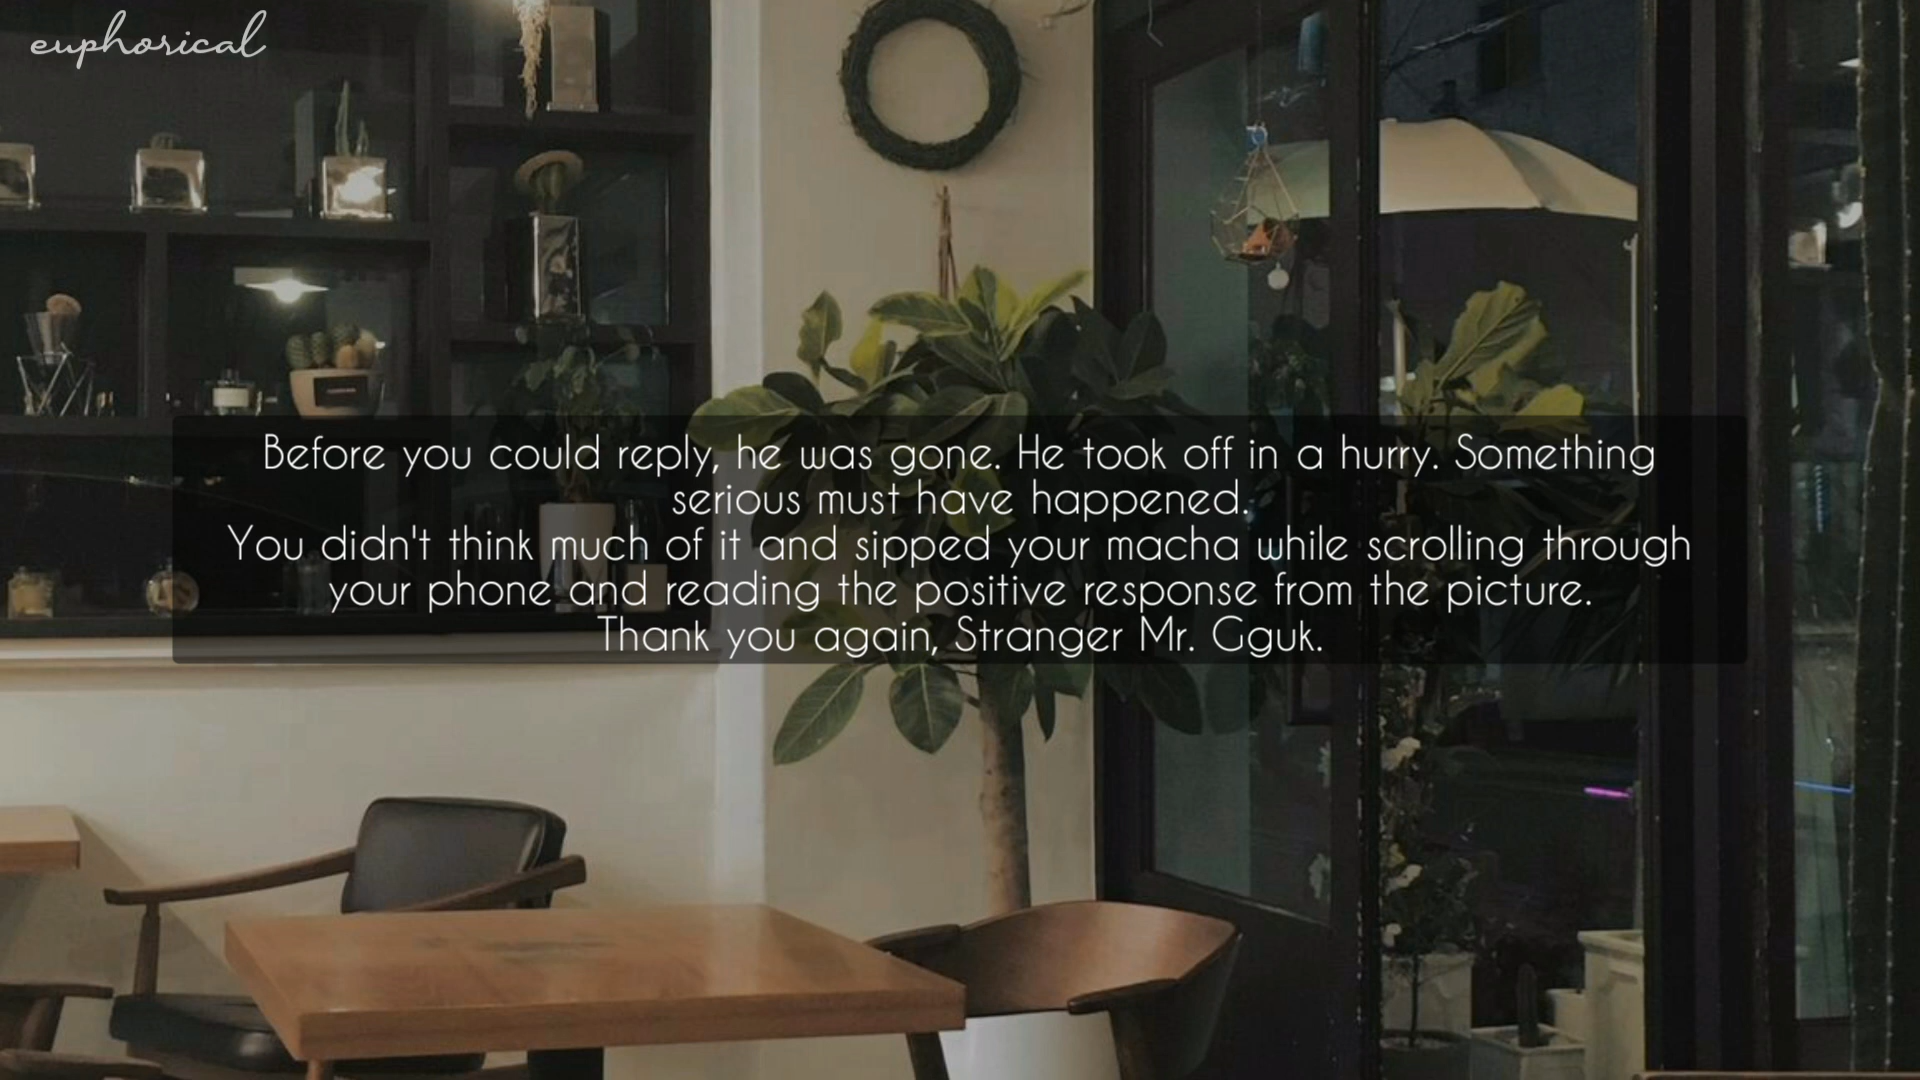 euphorical
Before you could reply, he was gone. He took off in a hurry. Something
serious must have happened.
You didn't think much of it and sipped your macha while scrolling through
your phone and reading the positive response from the picture.
Thank you again, Stranger Mr. Gguk.